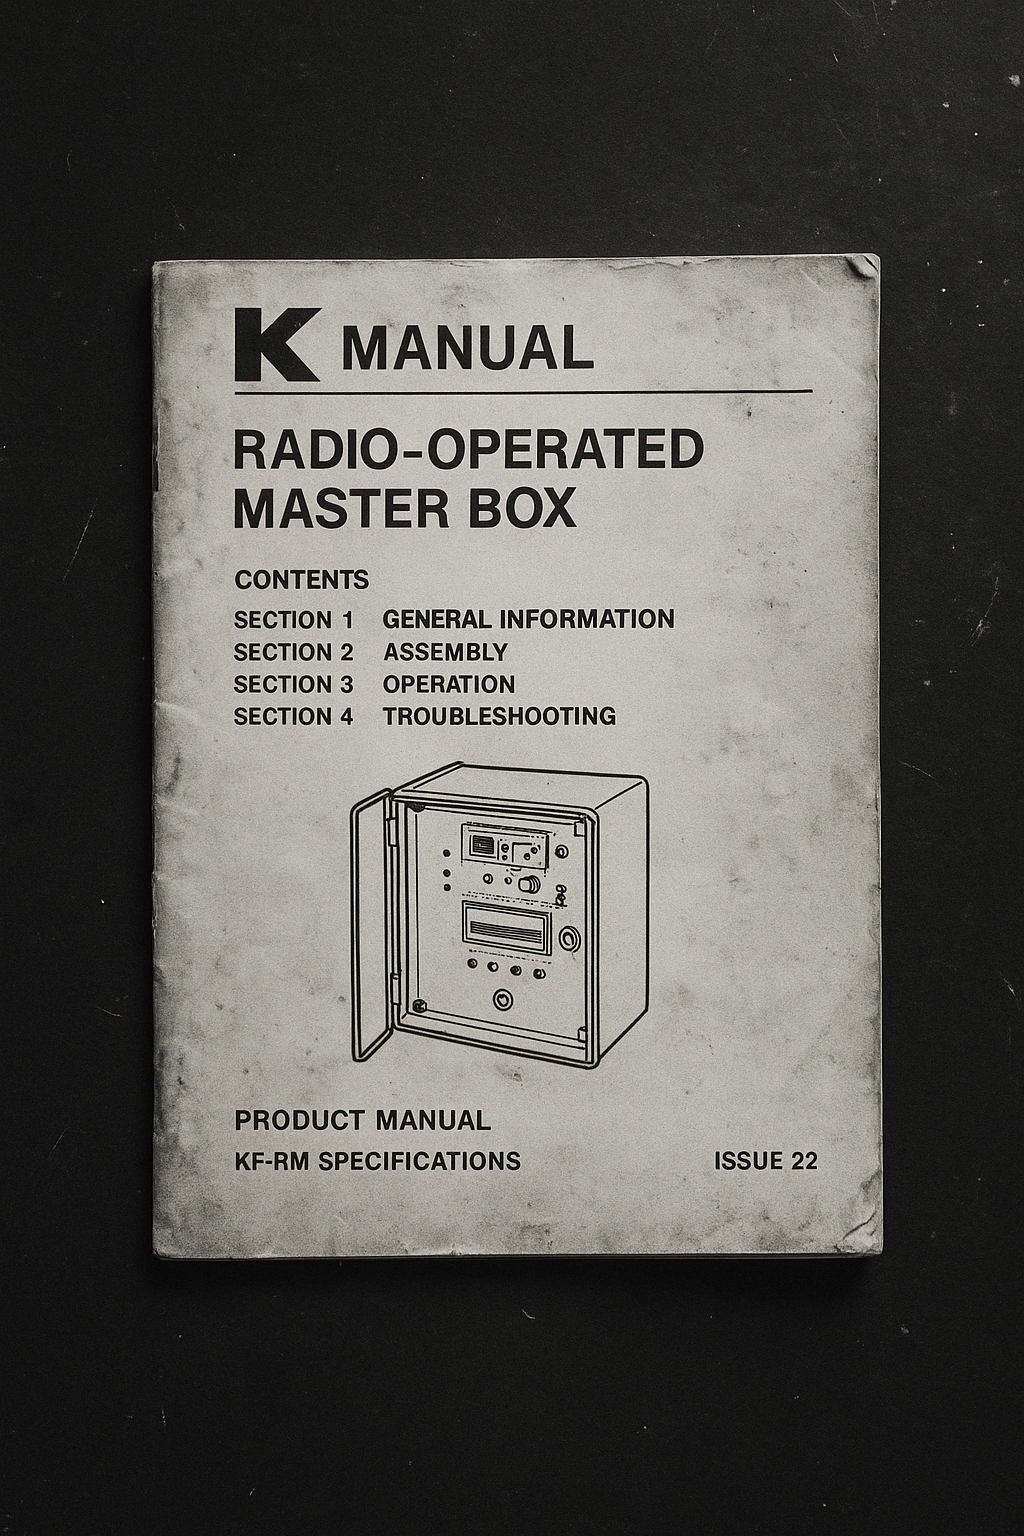 K MANUAL
RADIO-OPERATED
MASTER BOX
CONTENTS
SECTION 1 GENERAL INFORMATION
SECTION 2 ASSEMBLY
SECTION 3 OPERATION
SECTION 4 TROUBLESHOOTING
PRODUCT MANUAL
KF-RM SPECIFICATIONS ISSUE 22